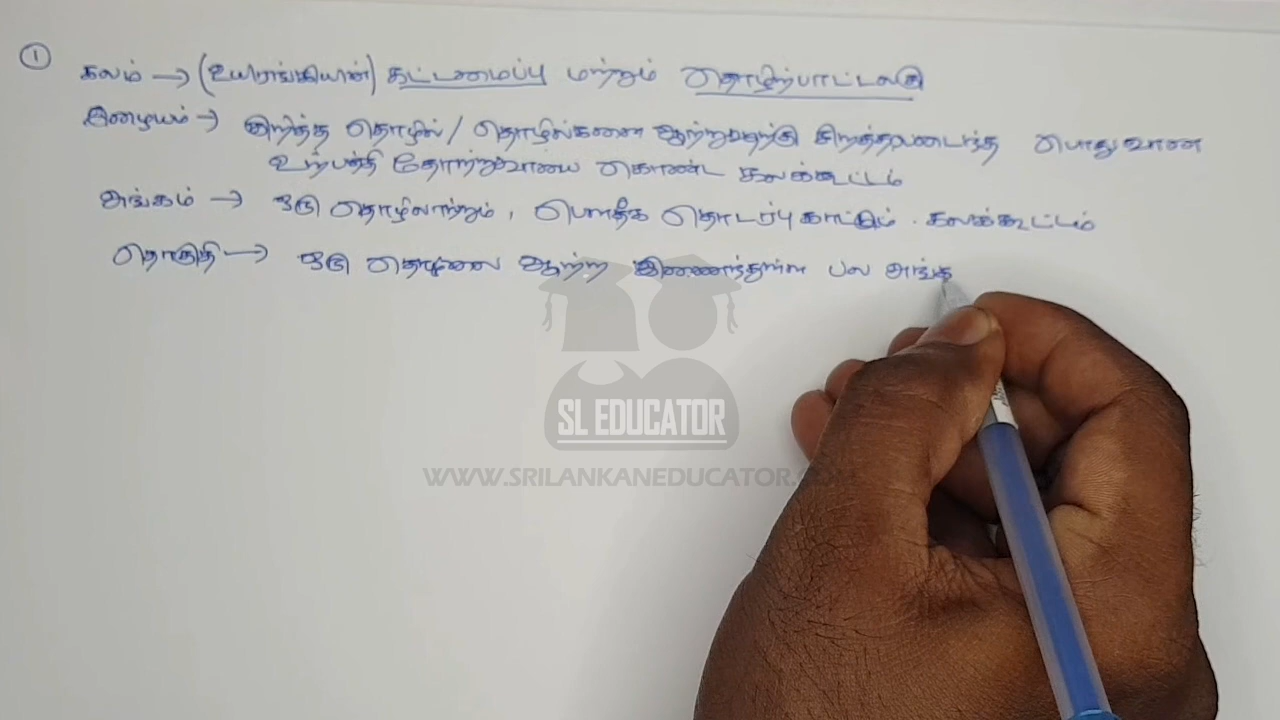 ①
கலம் → (உயிரங்கியின்) கட்டமைப்பு மற்றும் தொழிற்பாட்டலகு
இழையம் → குறித்த தொழில் / தொழில்களை ஆற்றுவதற்கு சிறத்தலடைந்த பொதுவான
உற்பத்தி தோற்றுவாயை கொண்ட கலக்கூட்டம்
அங்கம் → ஒரு தொழிலாற்றும், பௌதீக தொடர்பு காட்டும். கலக்கூட்டம்
தொகுதி → ஒரு தொழிலை ஆற்ற இணைந்துள்ள பல அங்க
SL EDUCATOR
WWW.SRILANKANEDUCATOR.COM